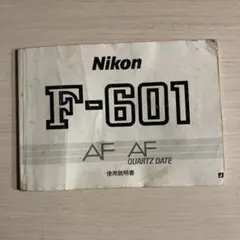 Nikon
F-601
AF AF
QUARTZ DATE
使用説明書
J